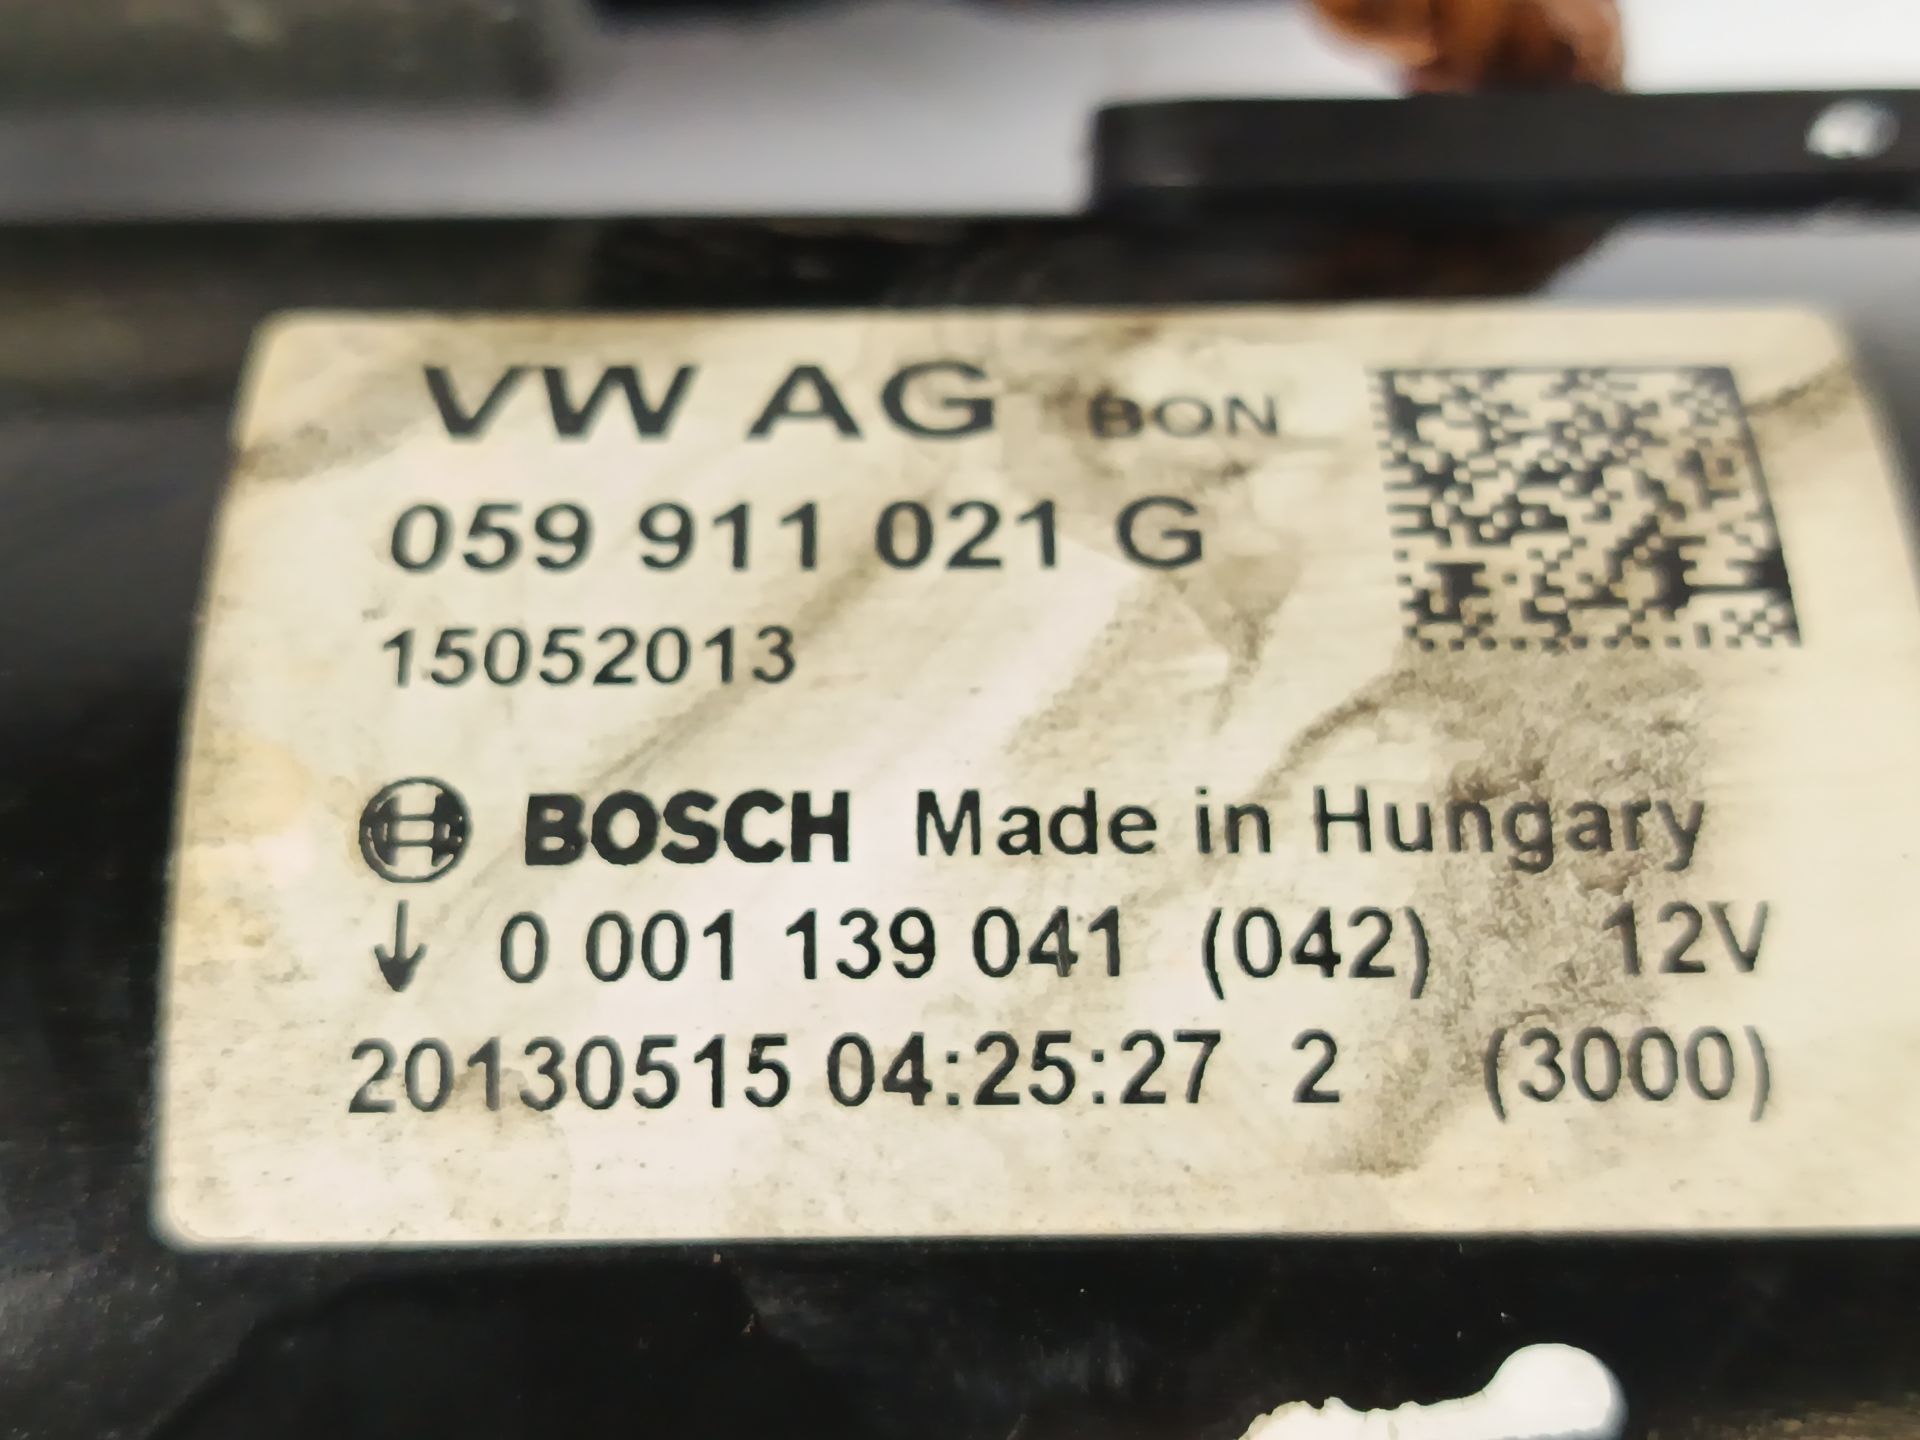 VW AG BON
059 911 021 G
15052013
BOSCH Made in Hungary
↓ 0 001 139 041 (042) 12V
20130515 04:25:27 2 (3000)